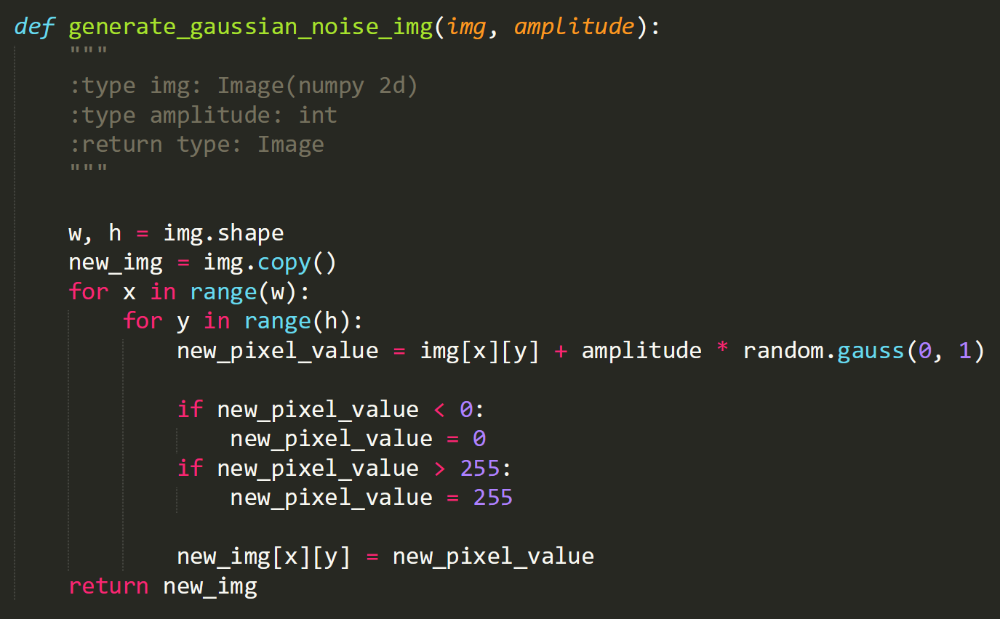 def generate_gaussian_noise_img(img, amplitude):
    """
    :type img: Image(numpy 2d)
    :type amplitude: int
    :return type: Image
    """

    w, h = img.shape
    new_img = img.copy()
    for x in range(w):
        for y in range(h):
            new_pixel_value = img[x][y] + amplitude * random.gauss(0, 1)

            if new_pixel_value < 0:
                new_pixel_value = 0
            if new_pixel_value > 255:
                new_pixel_value = 255

            new_img[x][y] = new_pixel_value
    return new_img